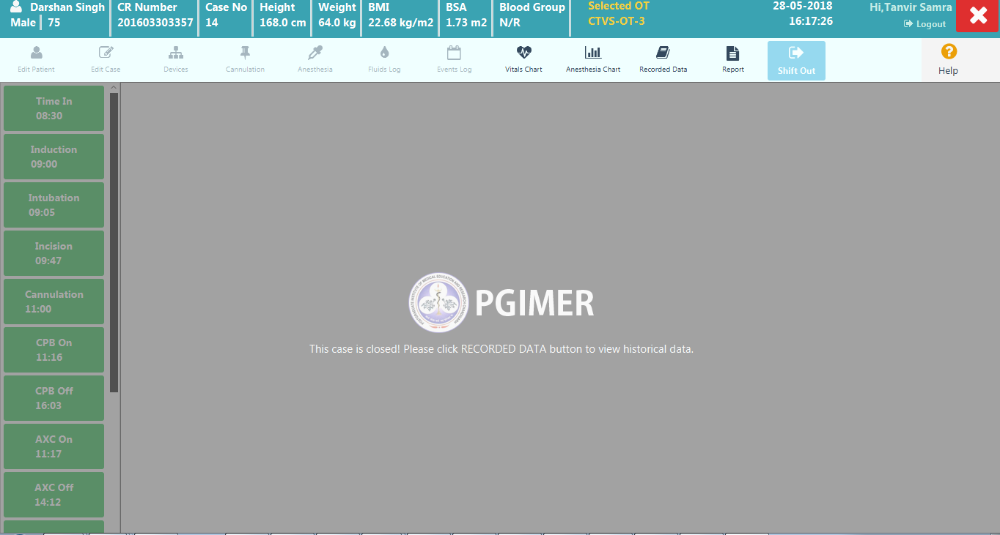 Darshan Singh
Male 75
CR Number
201603303357
Case No
14
Height
168.0 cm
Weight
64.0 kg
BMI
22.68 kg/m2
BSA
1.73 m2
Blood Group
N/R
Selected OT
CTVS-OT-3
28-05-2018
16:17:26
Hi,Tanvir Samra
Logout
Edit Patient
Edit Case
Devices
Cannulation
Anesthesia
Fluids Log
Events Log
Vitals Chart
Anesthesia Chart
Recorded Data
Report
Shift Out
Help
Time In
08:30
Induction
09:00
Intubation
09:05
Incision
09:47
Cannulation
11:00
CPB On
11:16
CPB Off
16:03
AXC On
11:17
AXC Off
14:12
PGIMER
This case is closed! Please click RECORDED DATA button to view historical data.